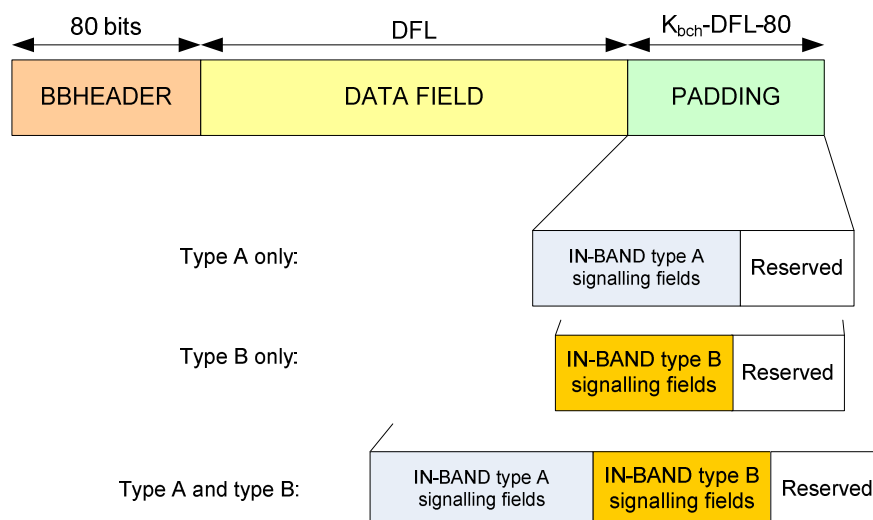 80 bits
DFL
Kbch-DFL-80
BBHEADER
DATA FIELD
PADDING
Type A only:
IN-BAND type A
signalling fields
Reserved
Type B only:
IN-BAND type B
signalling fields
Reserved
Type A and type B:
IN-BAND type A
signalling fields
IN-BAND type B
signalling fields
Reserved